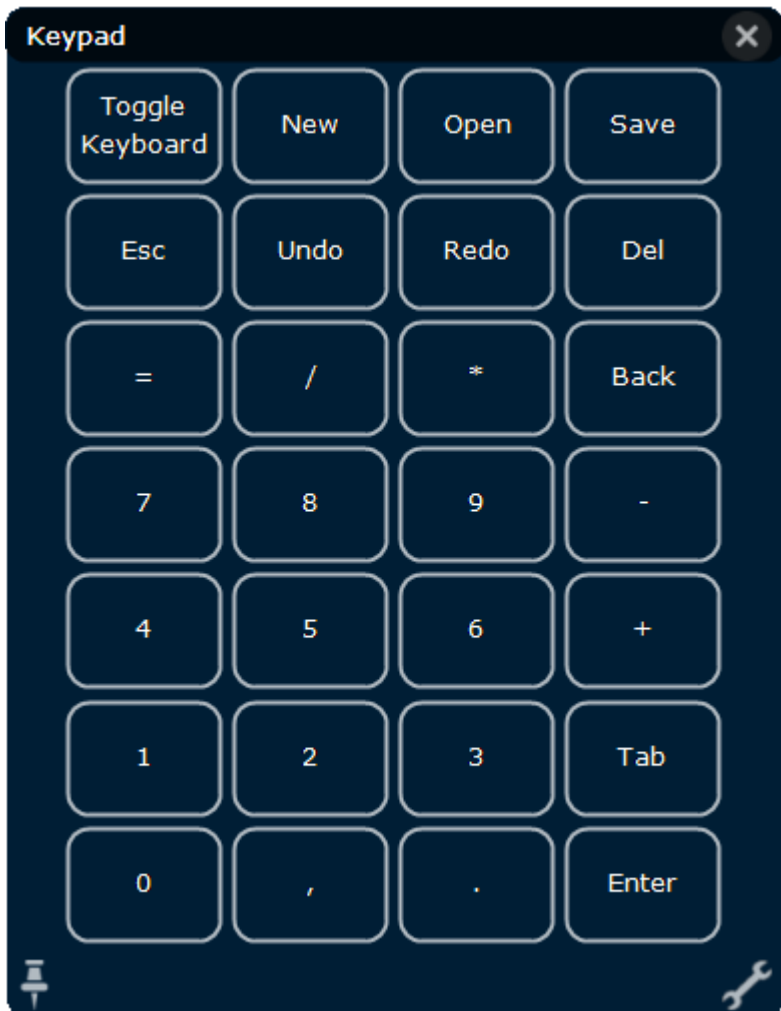 Keypad
Toggle
Keyboard
New
Open
Save
Esc
Undo
Redo
Del
=
/
*
Back
7
8
9
-
4
5
6
+
1
2
3
Tab
0
,
.
Enter